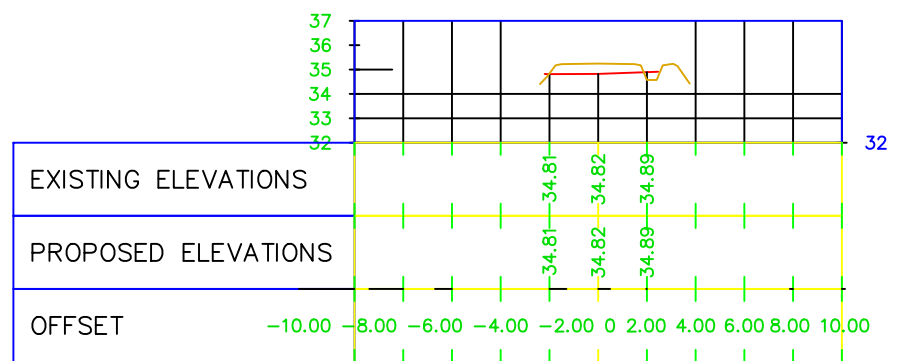 37
36
35
34
33
32
32
EXISTING ELEVATIONS 34.81 34.82 34.89
PROPOSED ELEVATIONS 34.81 34.82 34.89
OFFSET -10.00 -8.00 -6.00 -4.00 -2.00 0 2.00 4.00 6.00 8.00 10.00